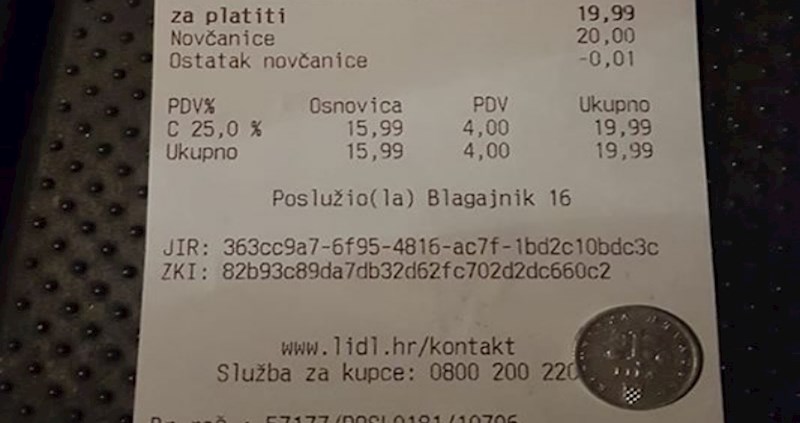 za platiti 19,99
Novčanice 20,00
Ostatak novčanice -0,01
PDV% Osnovica PDV Ukupno
C 25,0 % 15,99 4,00 19,99
Ukupno 15,99 4,00 19,99
Poslužio(la) Blagajnik 16
JIR: 363cc9a7-6f95-4816-ac7f-1bd2c10bdc3c
ZKI: 82b93c89da7db32d62fc702d2dc660c2
www.lidl.hr/kontakt
Služba za kupce: 0800 200 220